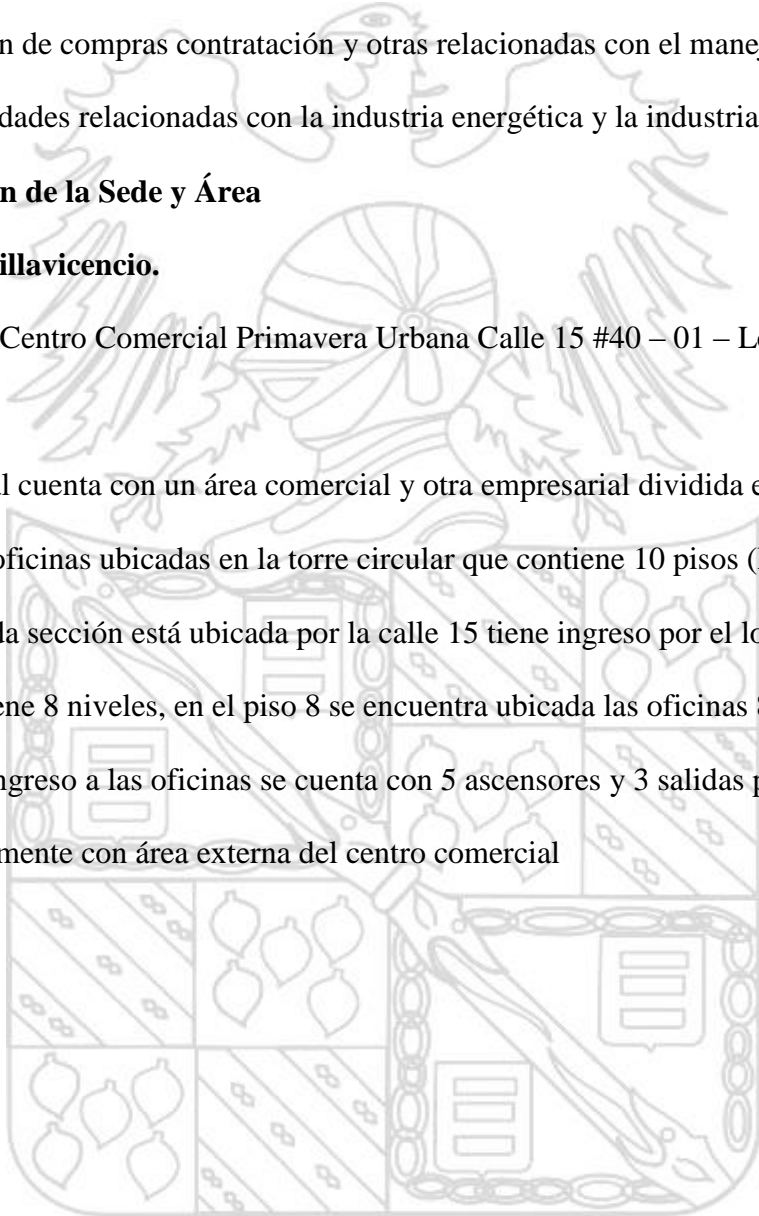 n de compras contratación y otras relacionadas con el mane
dades relacionadas con la industria energética y la industria
n de la Sede y Área
illavicencio.
Centro Comercial Primavera Urbana Calle 15 #40 – 01 – L
l cuenta con un área comercial y otra empresarial dividida e
oficinas ubicadas en la torre circular que contiene 10 pisos (
da sección está ubicada por la calle 15 tiene ingreso por el lo
ene 8 niveles, en el piso 8 se encuentra ubicada las oficinas 8
ngreso a las oficinas se cuenta con 5 ascensores y 3 salidas p
mente con área externa del centro comercial